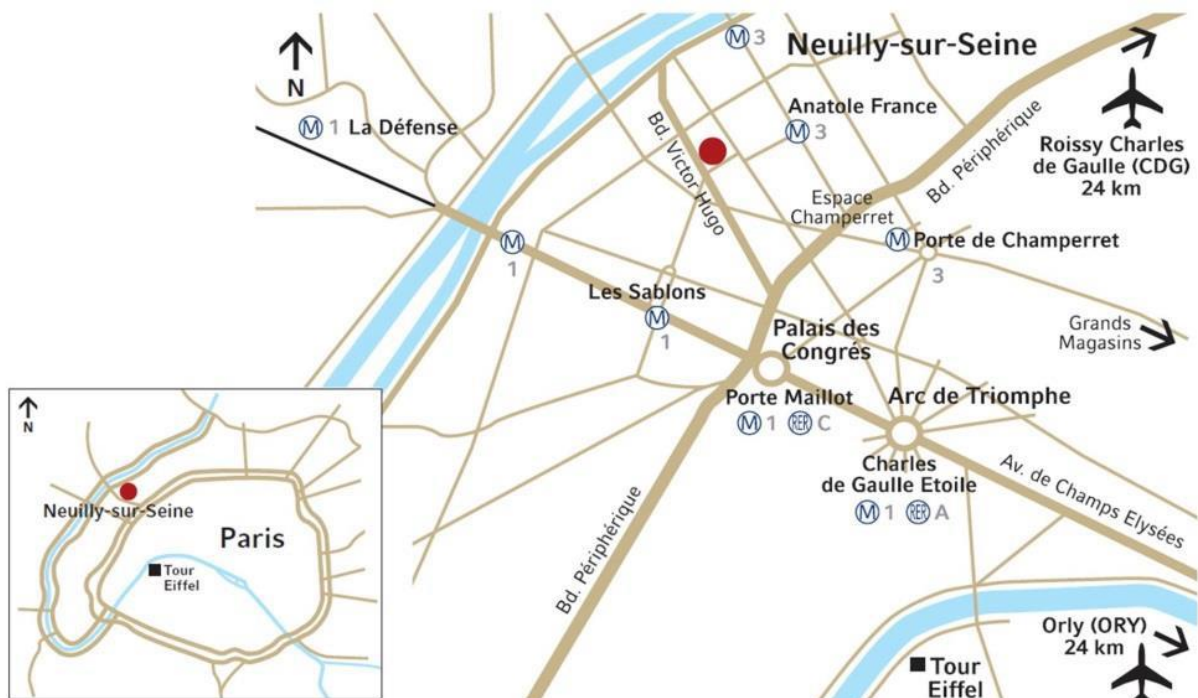 M 3
Neuilly-sur-Seine
N
M 1 La Défense
Anatole France
M 3
Bd. Victor Hugo
Bd. Périphérique
Roissy Charles
de Gaulle (CDG)
24 km
Espace
Champerret
M Porte de Champerret
3
M
1
Les Sablons
M
1
Palais des
Congrés
Grands
Magasins
Porte Maillot
M 1 RER C
Arc de Triomphe
Charles
de Gaulle Etoile
M 1 RER A
Av. de Champs Elysées
Bd. Périphérique
Orly (ORY)
24 km
Tour
Eiffel
N
Neuilly-sur-Seine
Paris
Tour
Eiffel